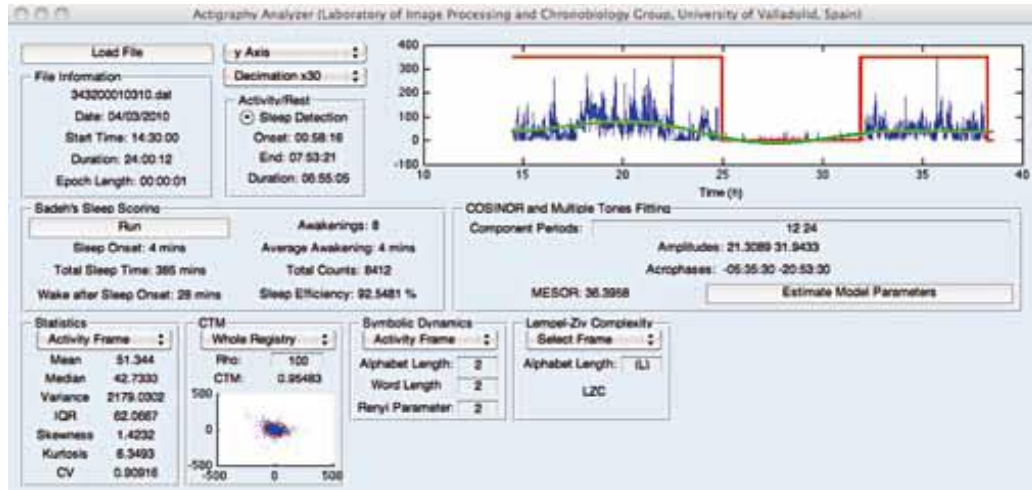 Actigraphy Analyzer (Laboratory of Image Processing and Chronobiology Group, University of Valladolid, Spain)
Load File
File Information
343200010310.dat
Date: 04/03/2010
Start Time: 14:30:00
Duration: 24:00:12
Epoch Length: 00:00:01
y Axis
Decimation x30
Activity/Rest
Sleep Detection
Onset: 00:58:16
End: 07:53:21
Duration: 06:55:05
400
300
200
100
0
-100
10 15 20 25 30 35 40
Time (h)
Sadeh's Sleep Scoring
Run
Sleep Onset: 4 mins
Total Sleep Time: 385 mins
Wake after Sleep Onset: 28 mins
Awakenings: 8
Average Awakening: 4 mins
Total Counts: 8412
Sleep Efficiency: 92.5481 %
COSINOR and Multiple Tones Fitting
Component Periods: 12 24
Amplitudes: 21.3089 31.9433
Acrophases: -05:35:30 -20:53:30
MESOR: 36.3958
Estimate Model Parameters
Statistics
Activity Frame
Mean 51.344
Median 42.7333
Variance 2179.0302
IQR 62.0667
Skewness 1.4232
Kurtosis 6.3493
CV 0.90916
CTM
Whole Registry
Rho: 100
CTM: 0.95483
500
0
-500
-500 0 500
Symbolic Dynamics
Activity Frame
Alphabet Length: 2
Word Length 2
Renyi Parameter 2
Lempel-Ziv Complexity
Select Frame
Alphabet Length: (L)
LZC